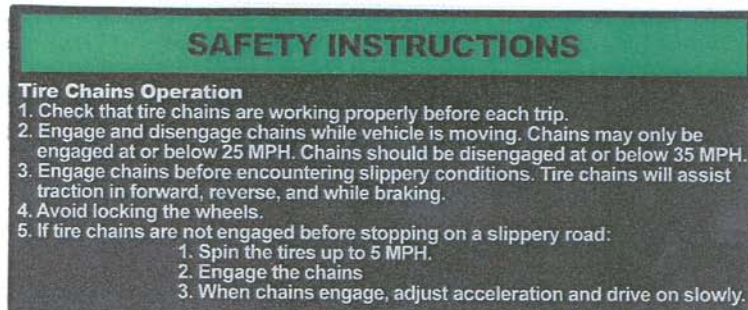 SAFETY INSTRUCTIONS
Tire Chains Operation
1. Check that tire chains are working properly before each trip.
2. Engage and disengage chains while vehicle is moving. Chains may only be
engaged at or below 25 MPH. Chains should be disengaged at or below 35 MPH.
3. Engage chains before encountering slippery conditions. Tire chains will assist
traction in forward, reverse, and while braking.
4. Avoid locking the wheels.
5. If tire chains are not engaged before stopping on a slippery road:
1. Spin the tires up to 5 MPH.
2. Engage the chains
3. When chains engage, adjust acceleration and drive on slowly.